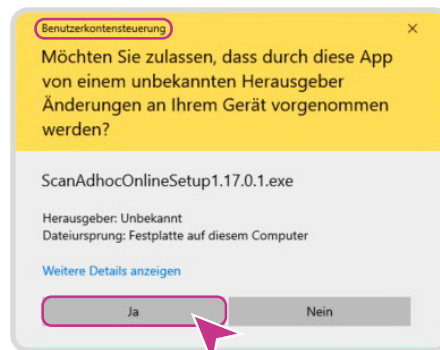 Benutzerkontensteuerung
Möchten Sie zulassen, dass durch diese App
von einem unbekannten Herausgeber
Änderungen an Ihrem Gerät vorgenommen
werden?
ScanAdhocOnlineSetup1.17.0.1.exe
Herausgeber: Unbekannt
Dateiursprung: Festplatte auf diesem Computer
Weitere Details anzeigen
Ja Nein